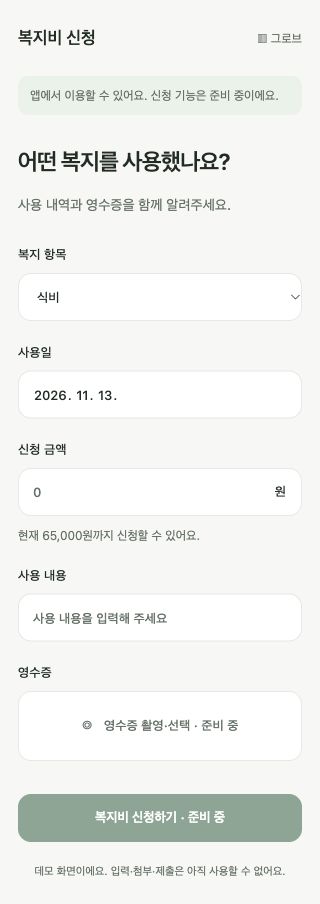 복지비 신청
그로브
앱에서 이용할 수 있어요. 신청 기능은 준비 중이에요.
어떤 복지를 사용했나요?
사용 내역과 영수증을 함께 알려주세요.
복지 항목
식비
사용일
2026. 11. 13.
신청 금액
0 원
현재 65,000원까지 신청할 수 있어요.
사용 내용
사용 내용을 입력해 주세요
영수증
◎ 영수증 촬영·선택 · 준비 중
복지비 신청하기 · 준비 중
데모 화면이에요. 입력·첨부·제출은 아직 사용할 수 없어요.